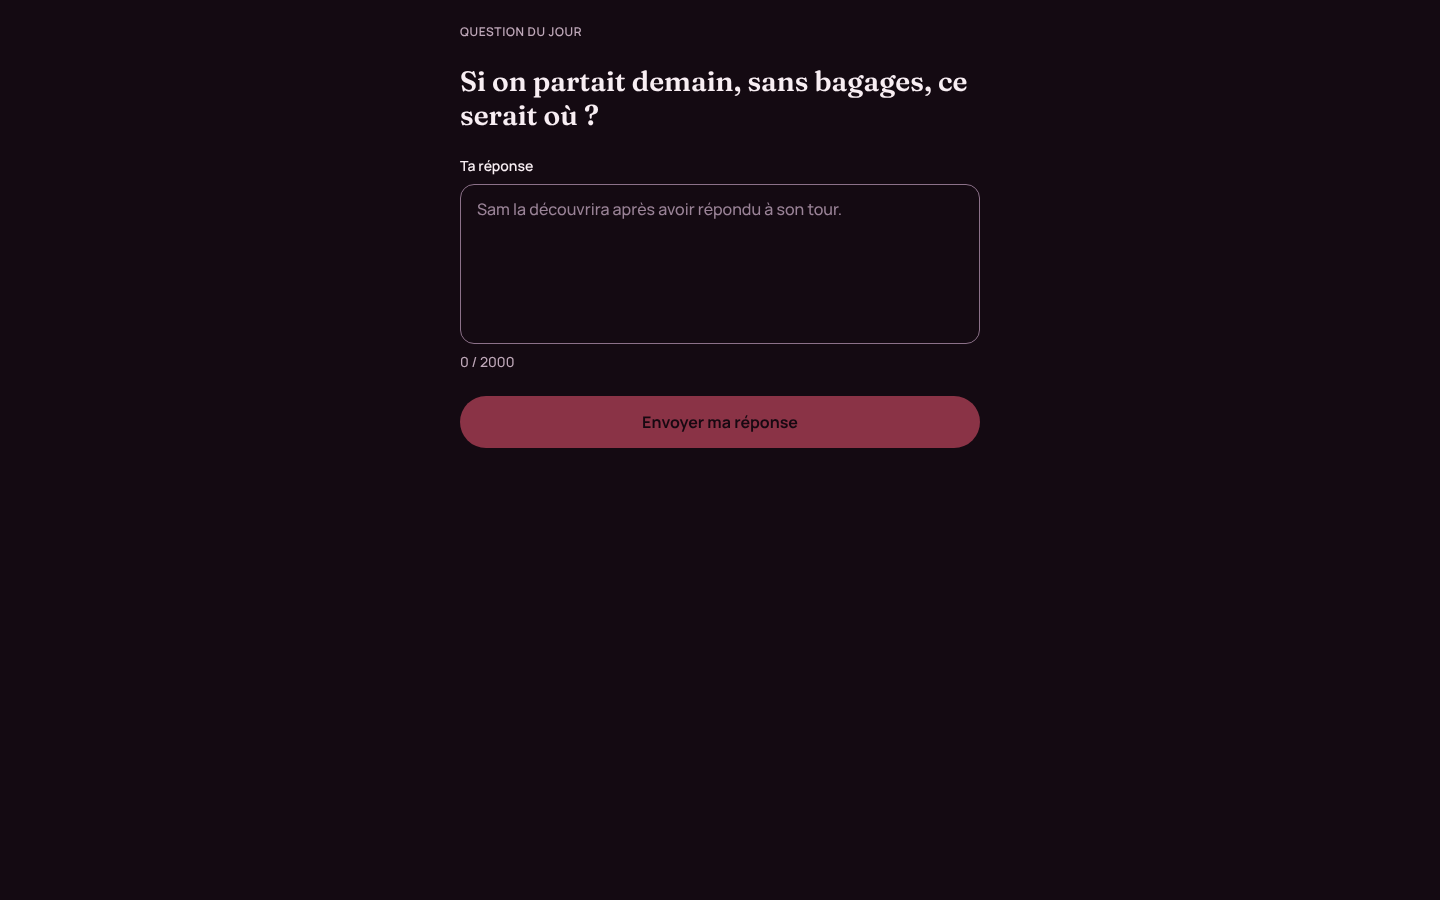 QUESTION DU JOUR
Si on partait demain, sans bagages, ce
serait où ?
Ta réponse
Sam la découvrira après avoir répondu à son tour.
0 / 2000
Envoyer ma réponse